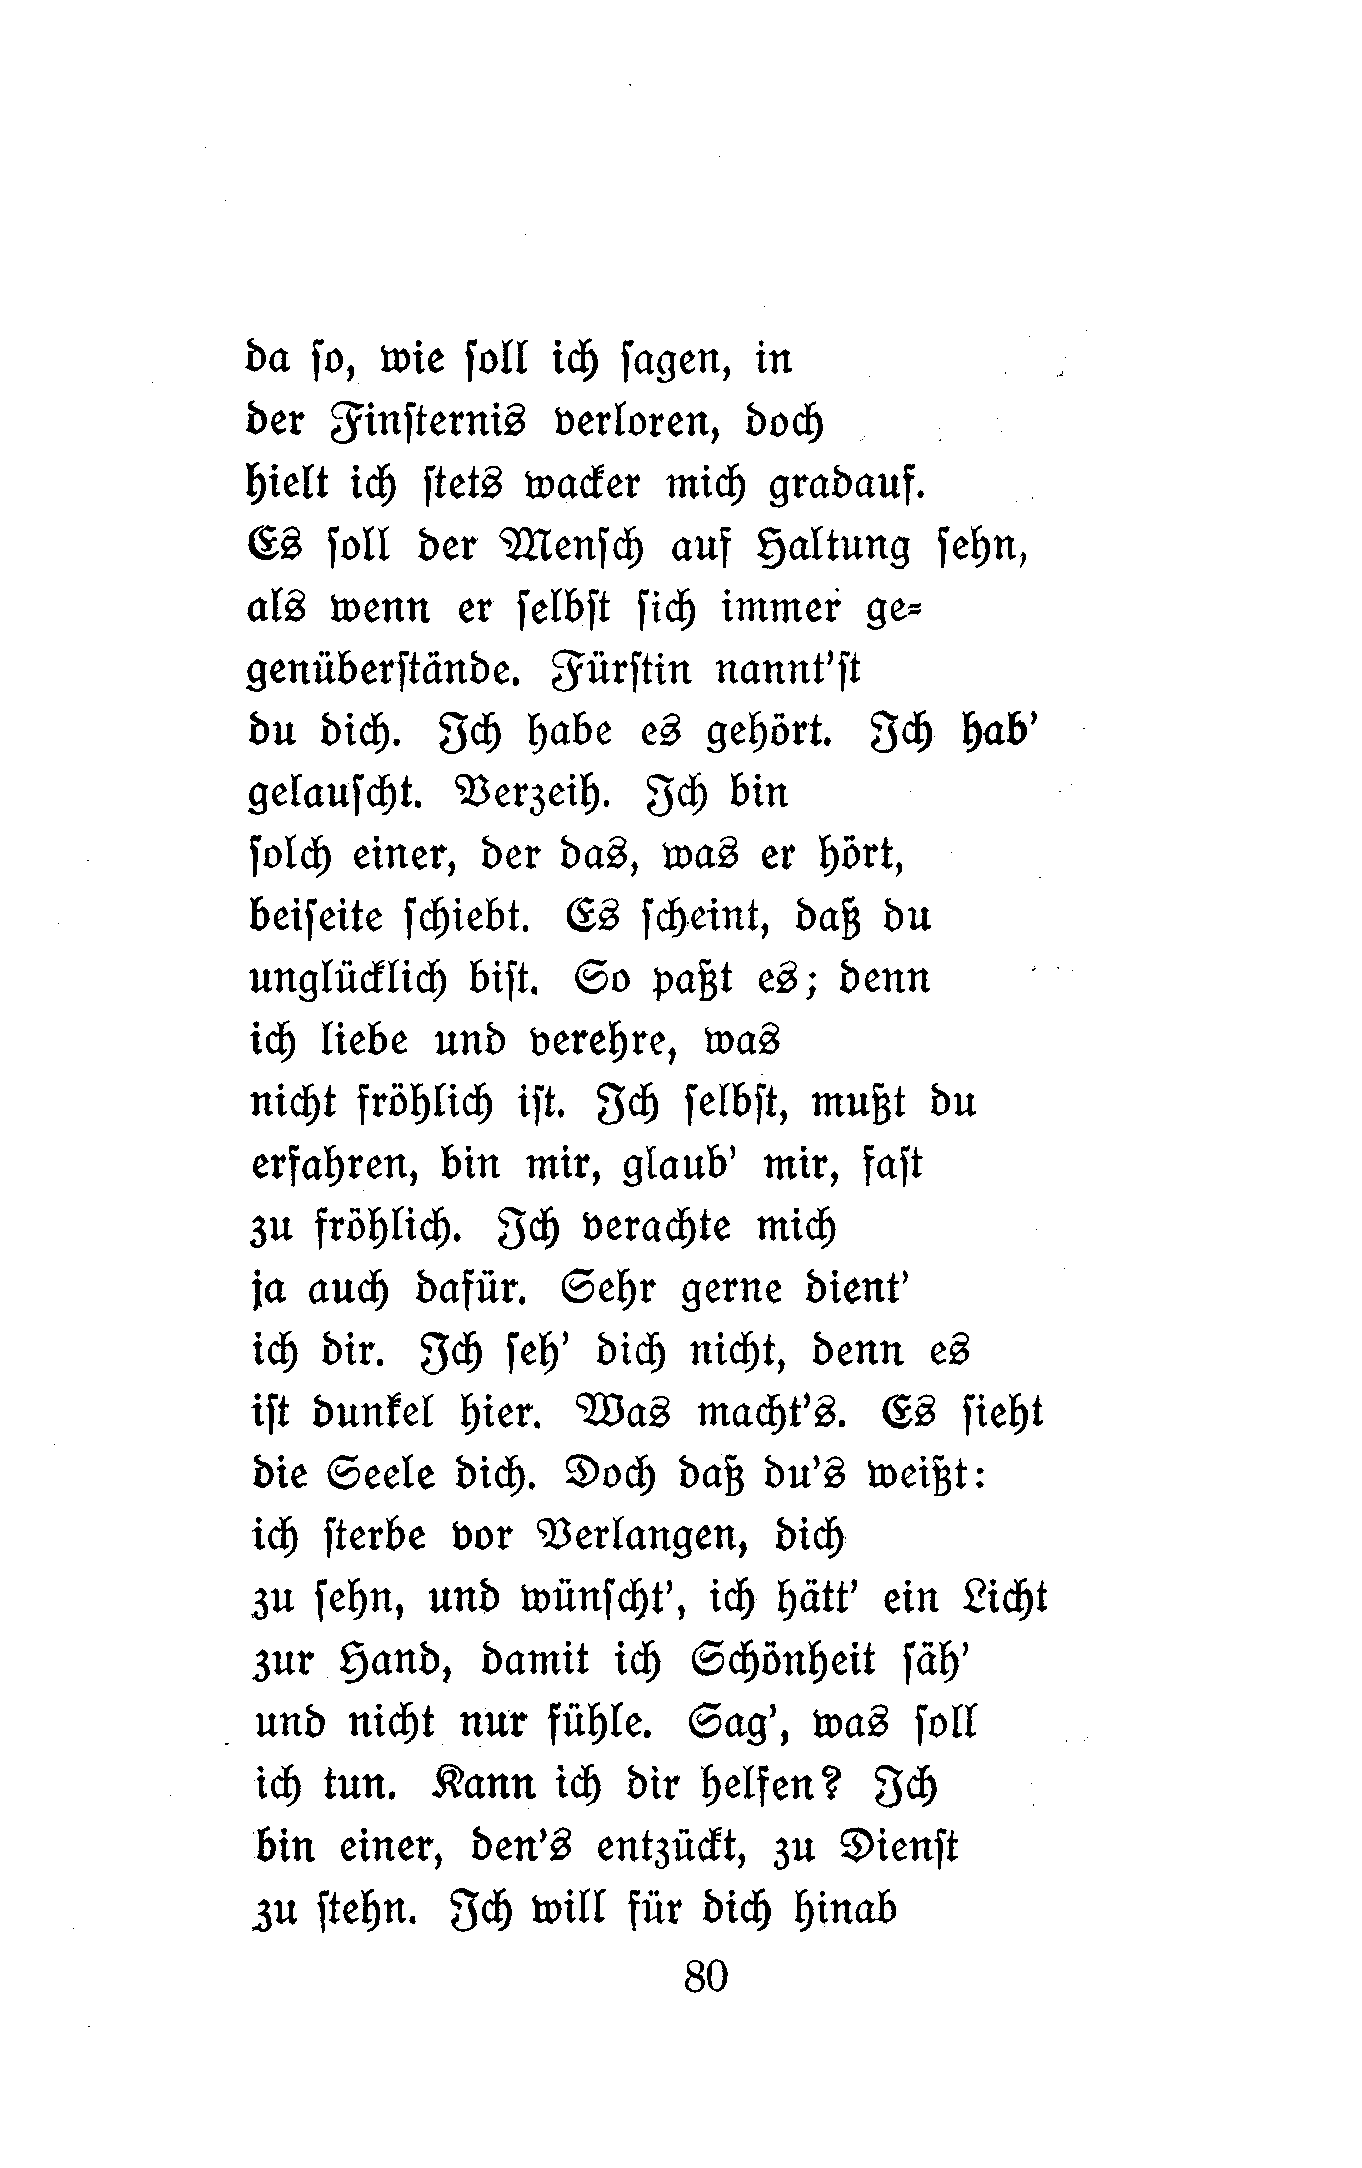 da ſo, wie ſoll ich ſagen, in
der Finſternis verloren, doch
hielt ich ſtets wacker mich gradauf.
Es ſoll der Menſch auf Haltung ſehn,
als wenn er ſelbſt ſich immer ge⸗
genüberſtände. Fürſtin nannt'ſt
du dich. Ich habe es gehört. Ich hab'
gelauſcht. Verzeih. Ich bin
ſolch einer, der das, was er hört,
beiſeite ſchiebt. Es ſcheint, daß du
unglücklich biſt. So paßt es; denn
ich liebe und verehre, was
nicht fröhlich iſt. Ich ſelbſt, mußt du
erfahren, bin mir, glaub' mir, faſt
zu fröhlich. Ich verachte mich
ja auch dafür. Sehr gerne dient'
ich dir. Ich ſeh' dich nicht, denn es
iſt dunkel hier. Was macht's. Es ſieht
die Seele dich. Doch daß du's weißt:
ich ſterbe vor Verlangen, dich
zu ſehn, und wünſcht', ich hätt' ein Licht
zur Hand, damit ich Schönheit ſäh'
und nicht nur fühle. Sag', was ſoll
ich tun. Kann ich dir helfen? Ich
bin einer, den's entzückt, zu Dienſt
zu ſtehn. Ich will für dich hinab
80